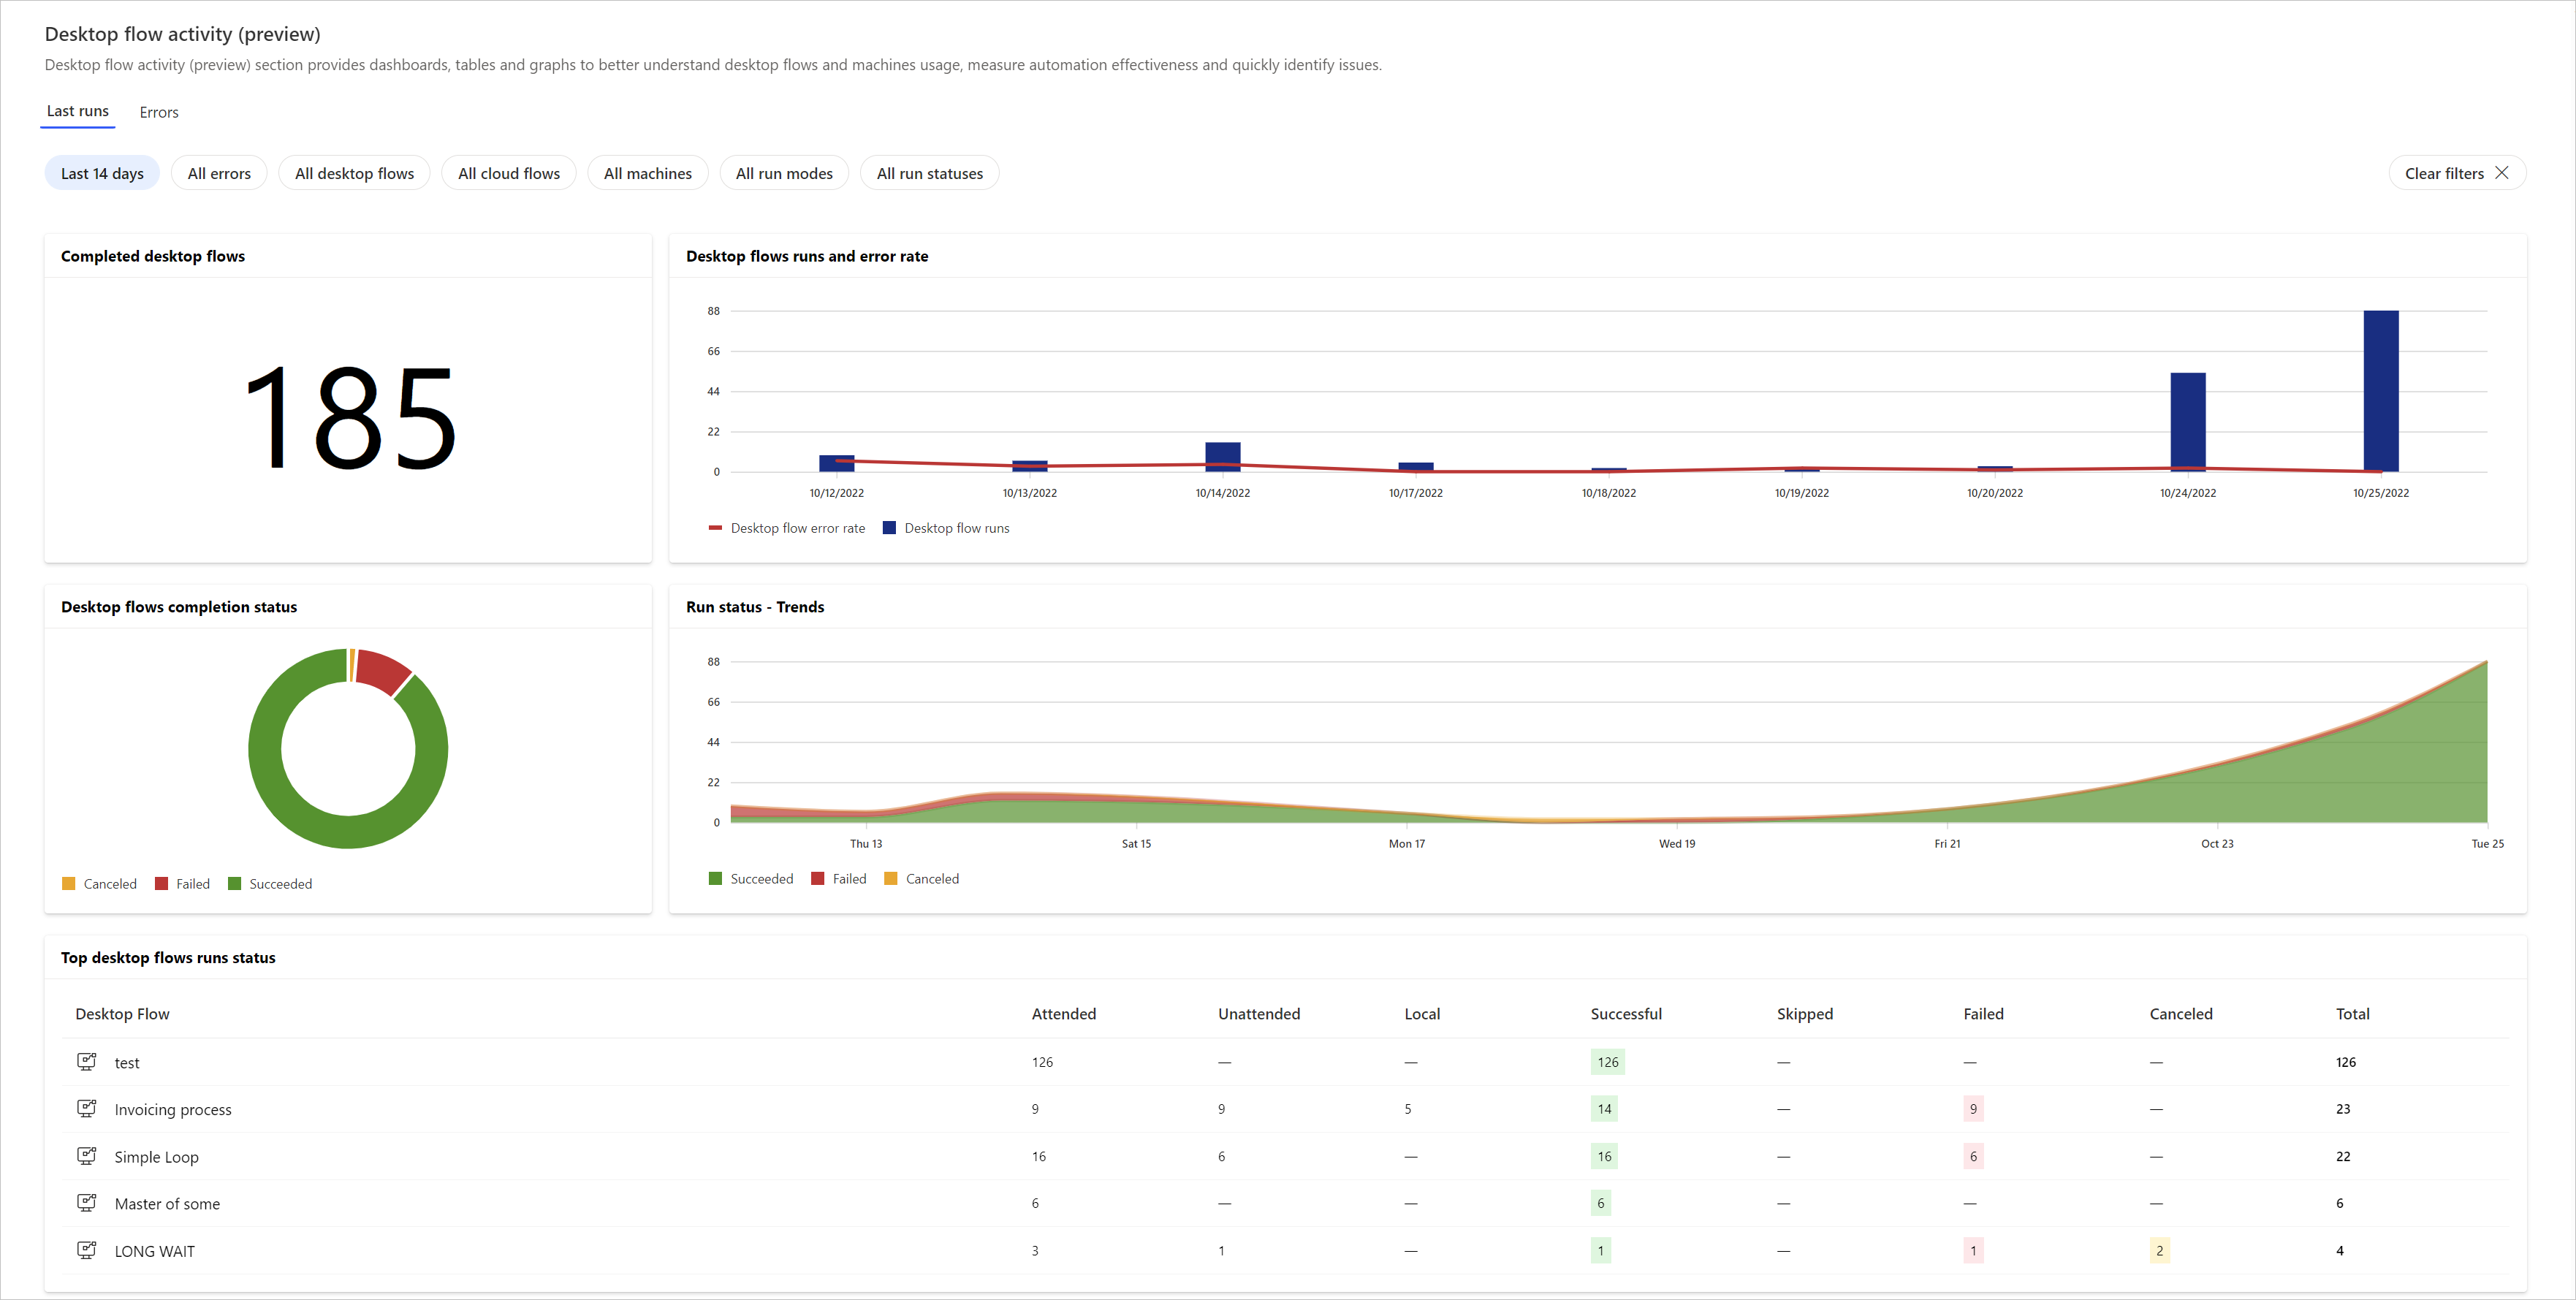 Desktop flow activity (preview)
Desktop flow activity (preview) section provides dashboards, tables and graphs to better understand desktop flows and machines usage, measure automation effectiveness and quickly identify issues.
Last runs Errors
Last 14 days All errors All desktop flows All cloud flows All machines All run modes All run statuses Clear filters
Completed desktop flows
185
Desktop flows runs and error rate
88
66
44
22
0
10/12/2022 10/13/2022 10/14/2022 10/17/2022 10/18/2022 10/19/2022 10/20/2022 10/24/2022 10/25/2022
Desktop flow error rate Desktop flow runs
Desktop flows completion status
Canceled Failed Succeeded
Run status - Trends
88
66
44
22
0
Thu 13 Sat 15 Mon 17 Wed 19 Fri 21 Oct 23 Tue 25
Succeeded Failed Canceled
Top desktop flows runs status
Desktop Flow Attended Unattended Local Successful Skipped Failed Canceled Total
test 126 — — 126 — — — 126
Invoicing process 9 9 5 14 — 9 — 23
Simple Loop 16 6 — 16 — 6 — 22
Master of some 6 — — 6 — — — 6
LONG WAIT 3 1 — 1 — 1 2 4